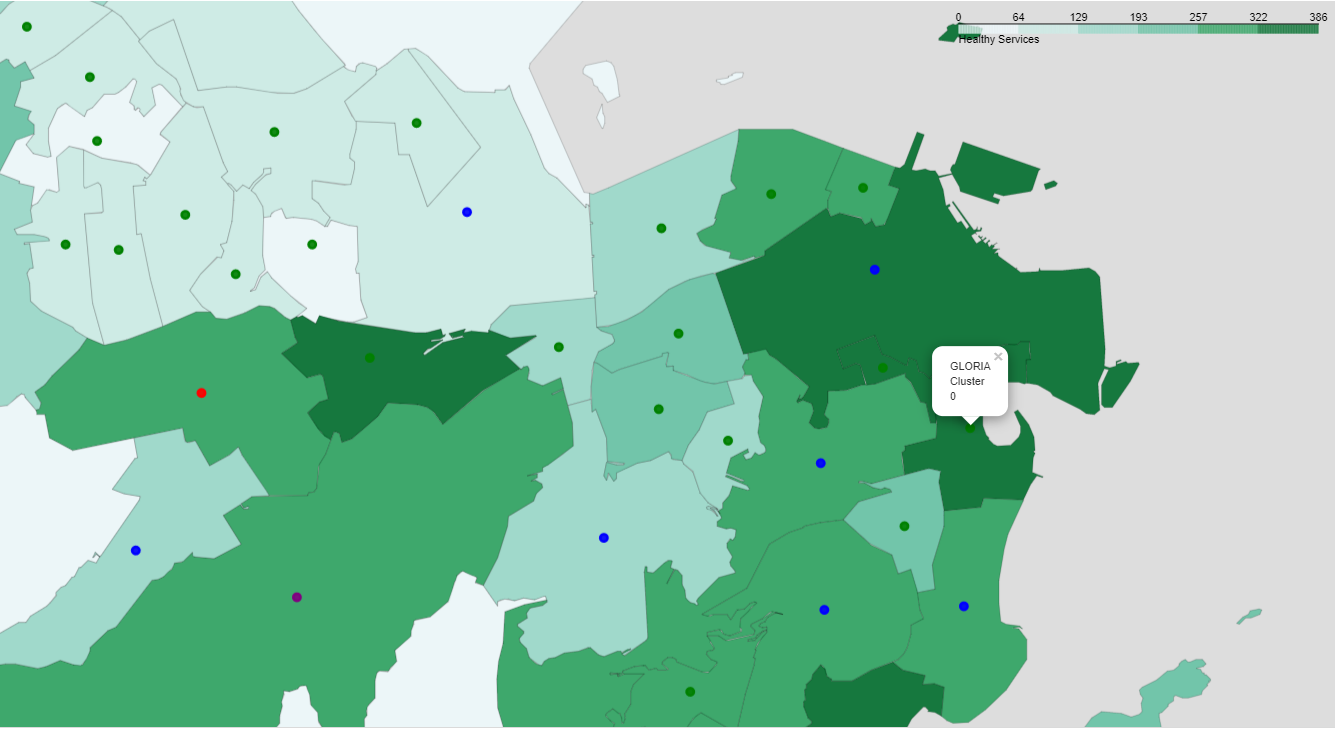 0 64 129 193 257 322 386
Healthy Services
×
GLORIA
Cluster
0